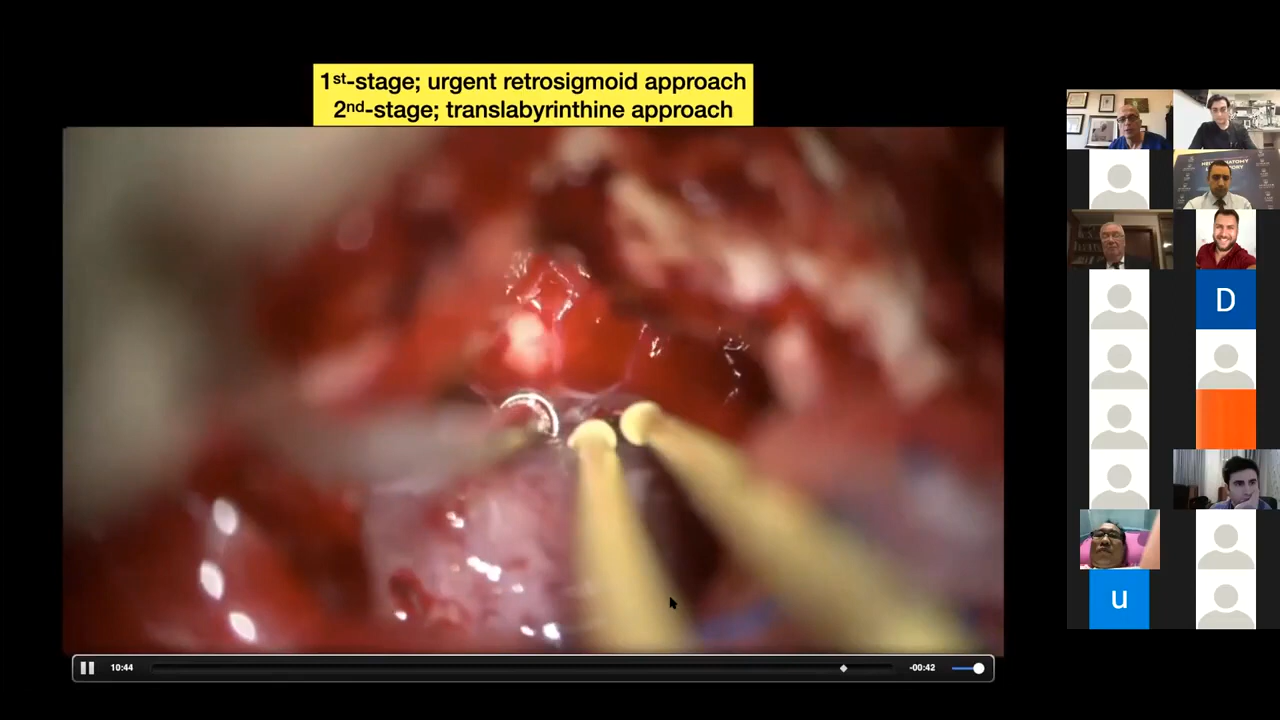 1st-stage; urgent retrosigmoid approach
2nd-stage; translabyrinthine approach
D
u
10:44
-00:42